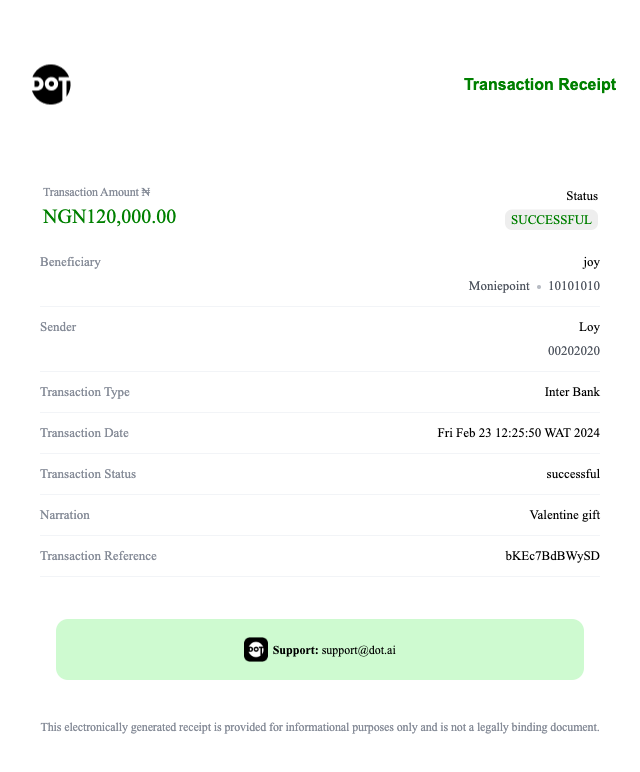 DOT
Transaction Receipt
Transaction Amount ₦
Status
NGN120,000.00
SUCCESSFUL
Beneficiary
joy
Moniepoint • 10101010
Sender
Loy
00202020
Transaction Type
Inter Bank
Transaction Date
Fri Feb 23 12:25:50 WAT 2024
Transaction Status
successful
Narration
Valentine gift
Transaction Reference
bKEc7BdBWySD
DOT Support: support@dot.ai
This electronically generated receipt is provided for informational purposes only and is not a legally binding document.